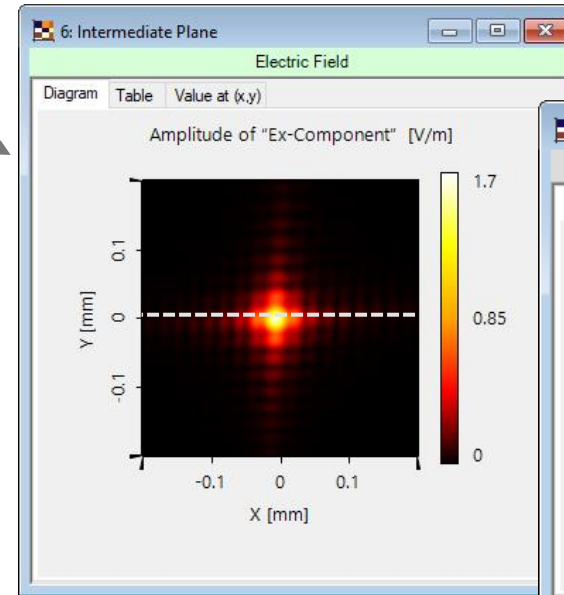 6: Intermediate Plane
Electric Field
Diagram Table Value at (x,y)
Amplitude of "Ex-Component" [V/m]
1.7
0.1
0.85
0
Y [mm]
-0.1
0
-0.1 0 0.1
X [mm]